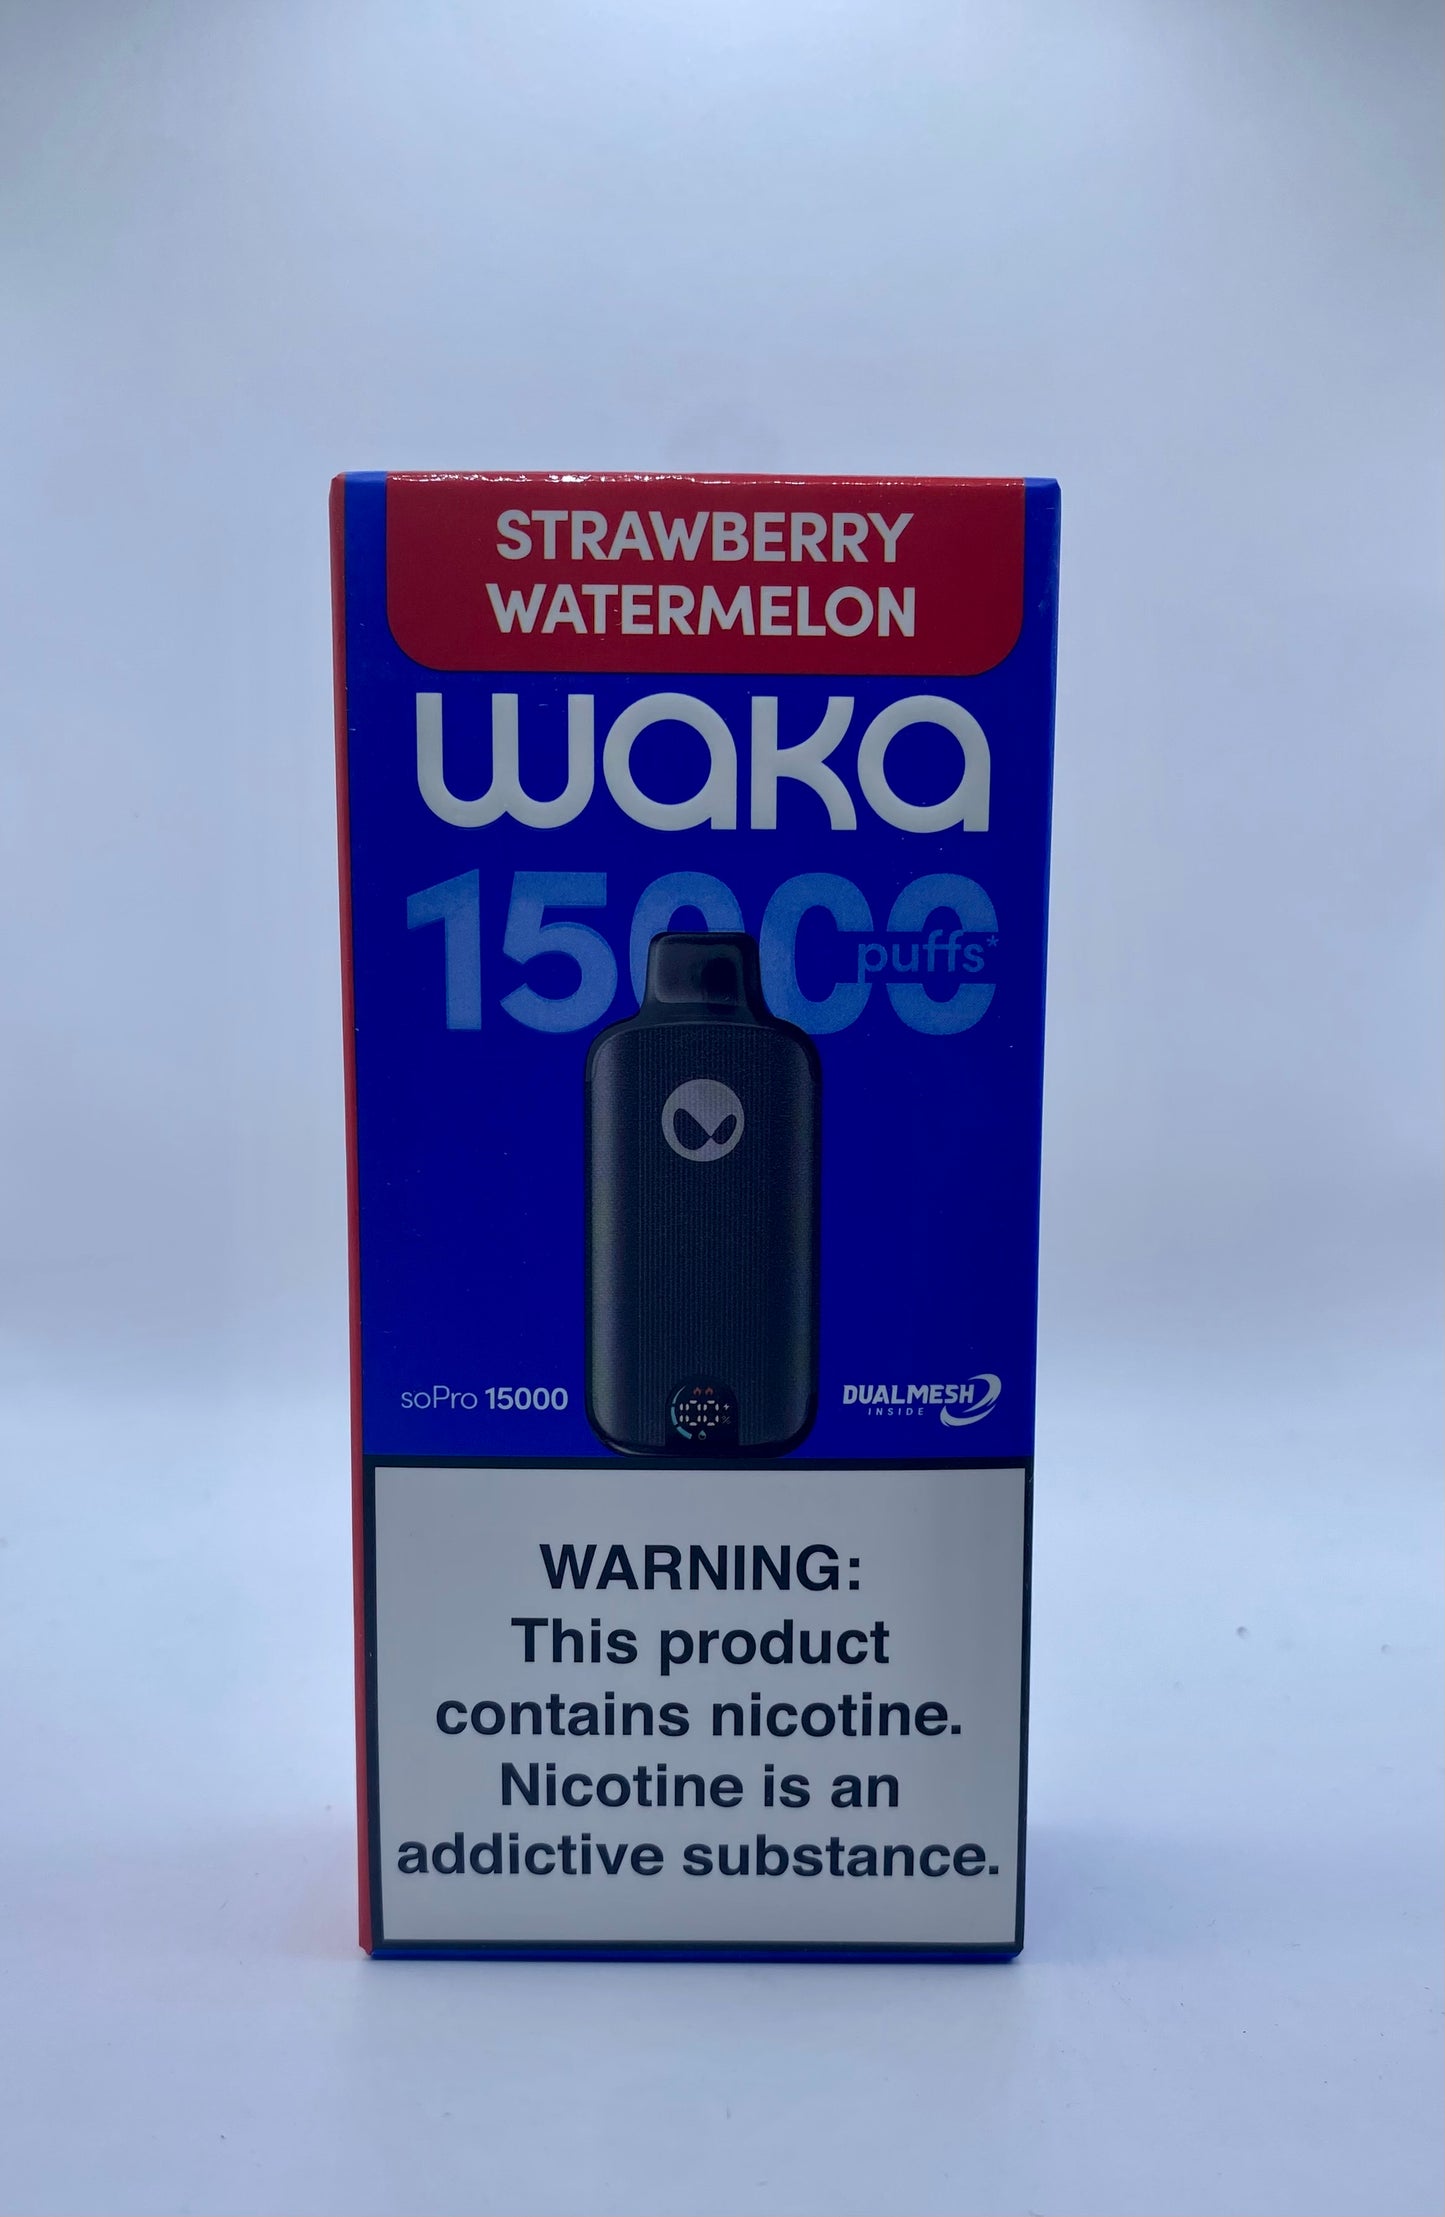 STRAWBERRY
WATERMELON
waka
15000
puffs*
soPro 15000
DUALMESH
INSIDE
WARNING:
This product
contains nicotine.
Nicotine is an
addictive substance.